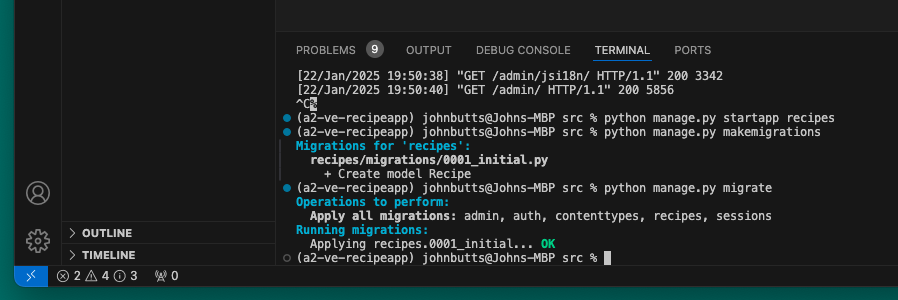 PROBLEMS 9 OUTPUT DEBUG CONSOLE TERMINAL PORTS
[22/Jan/2025 19:50:38] "GET /admin/jsi18n/ HTTP/1.1" 200 3342
[22/Jan/2025 19:50:40] "GET /admin/ HTTP/1.1" 200 5856
^C%
(a2-ve-recipeapp) johnbutts@Johns-MBP src % python manage.py startapp recipes
(a2-ve-recipeapp) johnbutts@Johns-MBP src % python manage.py makemigrations
Migrations for 'recipes':
recipes/migrations/0001_initial.py
+ Create model Recipe
(a2-ve-recipeapp) johnbutts@Johns-MBP src % python manage.py migrate
Operations to perform:
Apply all migrations: admin, auth, contenttypes, recipes, sessions
Running migrations:
Applying recipes.0001_initial... OK
(a2-ve-recipeapp) johnbutts@Johns-MBP src %
OUTLINE
TIMELINE
2 4 3 0